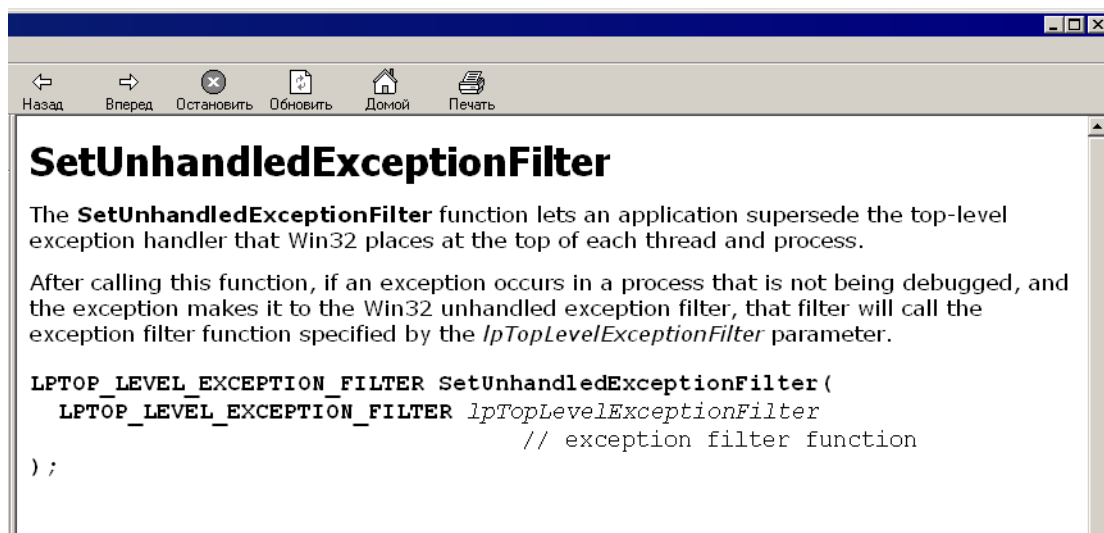 Назад Вперед Остановить Обновить Домой Печать
SetUnhandledExceptionFilter
The SetUnhandledExceptionFilter function lets an application supersede the top-level
exception handler that Win32 places at the top of each thread and process.
After calling this function, if an exception occurs in a process that is not being debugged, and
the exception makes it to the Win32 unhandled exception filter, that filter will call the
exception filter function specified by the lpTopLevelExceptionFilter parameter.
LPTOP_LEVEL_EXCEPTION_FILTER SetUnhandledExceptionFilter(
LPTOP_LEVEL_EXCEPTION_FILTER lpTopLevelExceptionFilter
// exception filter function
);